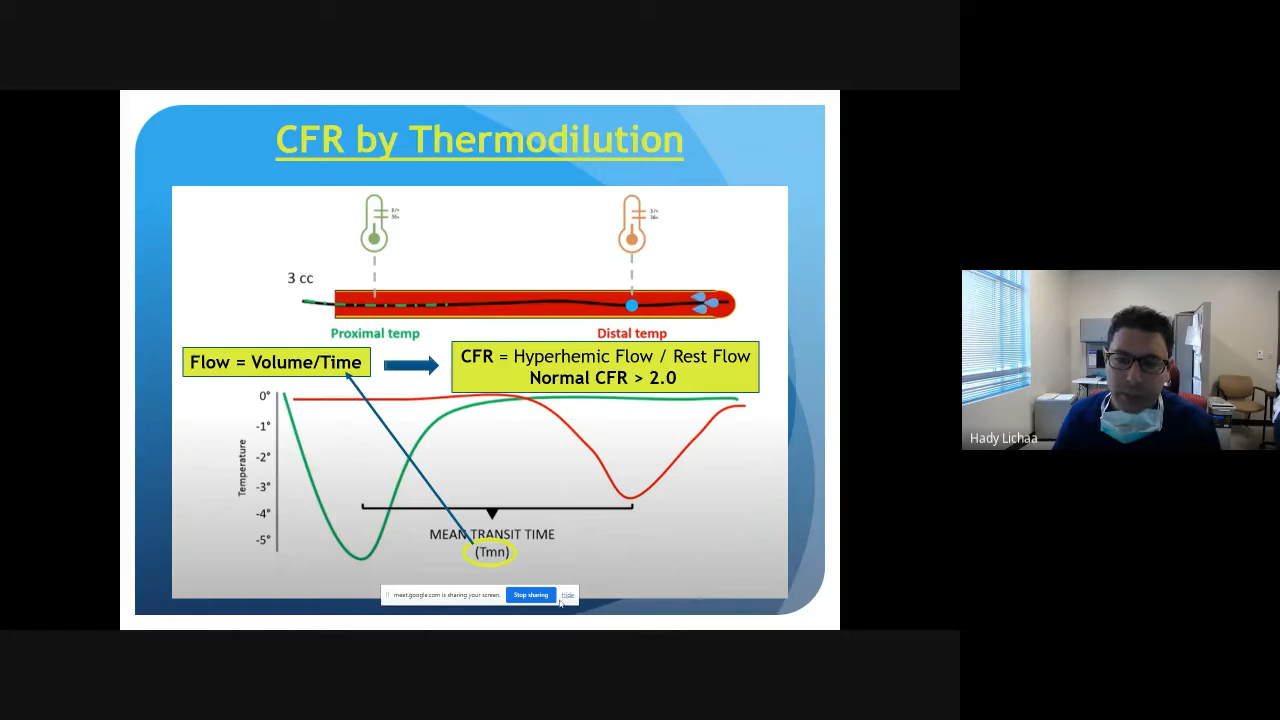 CFR by Thermodilution
3 cc
Proximal temp
Distal temp
Flow = Volume/Time
CFR = Hyperhemic Flow / Rest Flow
Normal CFR > 2.0
Temperature
0°
-1°
-2°
-3°
-4°
-5°
MEAN TRANSIT TIME
(Tmn)
meet.google.com is sharing your screen.
Stop sharing
Hide
Hady Lichaa